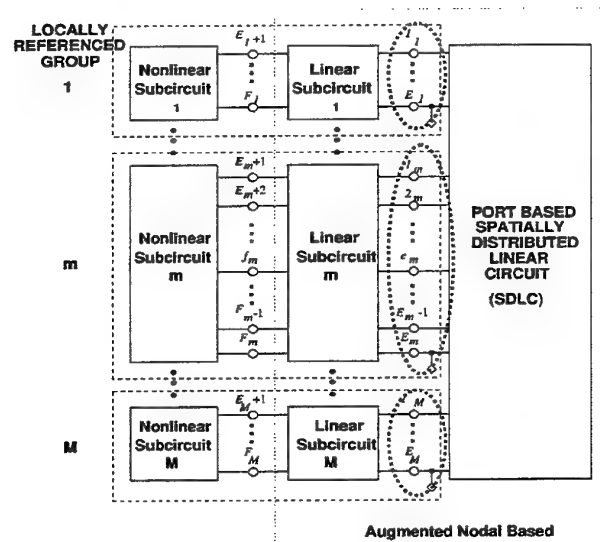 LOCALLY
REFERENCED
GROUP
1
Nonlinear
Subcircuit
1
E1+1
F1
Linear
Subcircuit
1
11
E1
m
Nonlinear
Subcircuit
m
Em+1
Em+2
fm
Fm-1
Fm
Linear
Subcircuit
m
1m
2m
em
Em-1
Em
PORT BASED
SPATIALLY
DISTRIBUTED
LINEAR
CIRCUIT
(SDLC)
M
Nonlinear
Subcircuit
M
EM+1
FM
Linear
Subcircuit
M
EM
Augmented Nodal Based